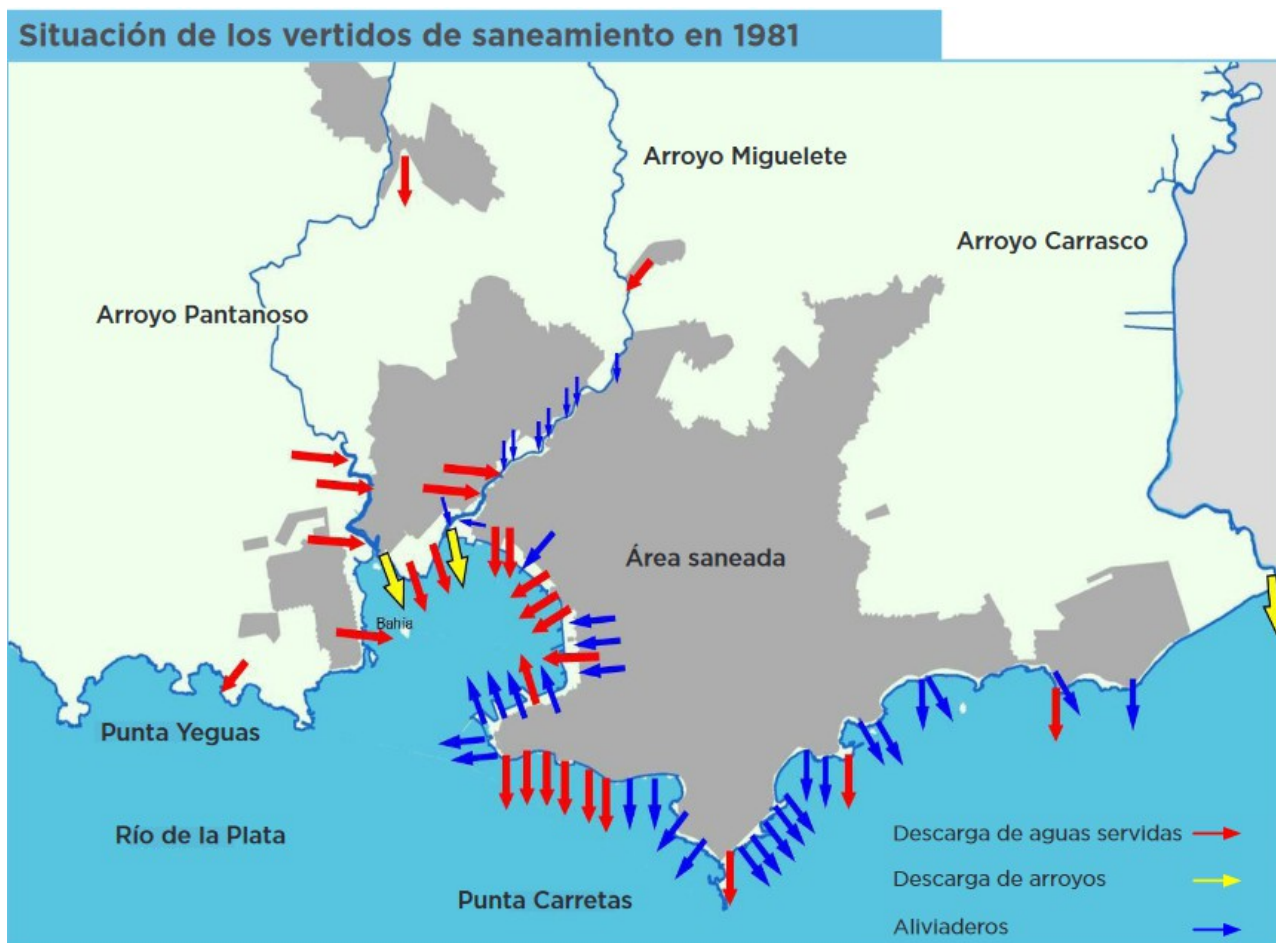 Situación de los vertidos de saneamiento en 1981
Arroyo Miguelete
Arroyo Carrasco
Arroyo Pantanoso
Área saneada
Bahia
Punta Yeguas
Río de la Plata
Punta Carretas
Descarga de aguas servidas
Descarga de arroyos
Aliviaderos